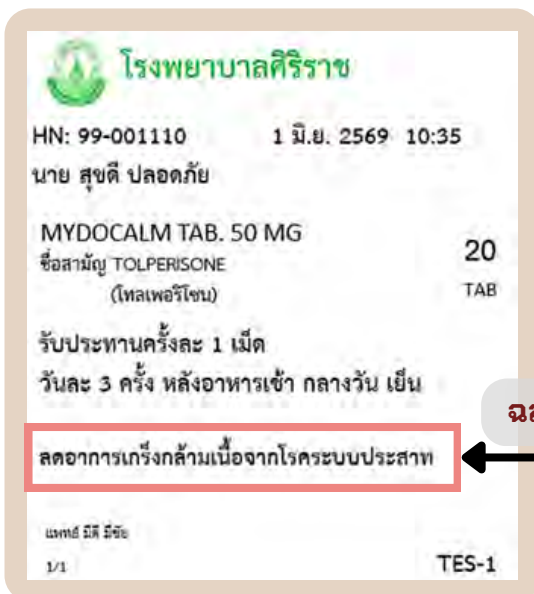 โรงพยาบาลศิริราช
HN: 99-001110 1 มิ.ย. 2569 10:35
นาย สุขดี ปลอดภัย
MYDOCALM TAB. 50 MG 20
ชื่อสามัญ TOLPERISONE
(โทลเพอริโซน) TAB
รับประทานครั้งละ 1 เม็ด
วันละ 3 ครั้ง หลังอาหารเช้า กลางวัน เย็น
ลดอาการเกร็งกล้ามเนื้อจากโรคระบบประสาท
แพทย์ มีดี มีชัย
1/1 TES-1